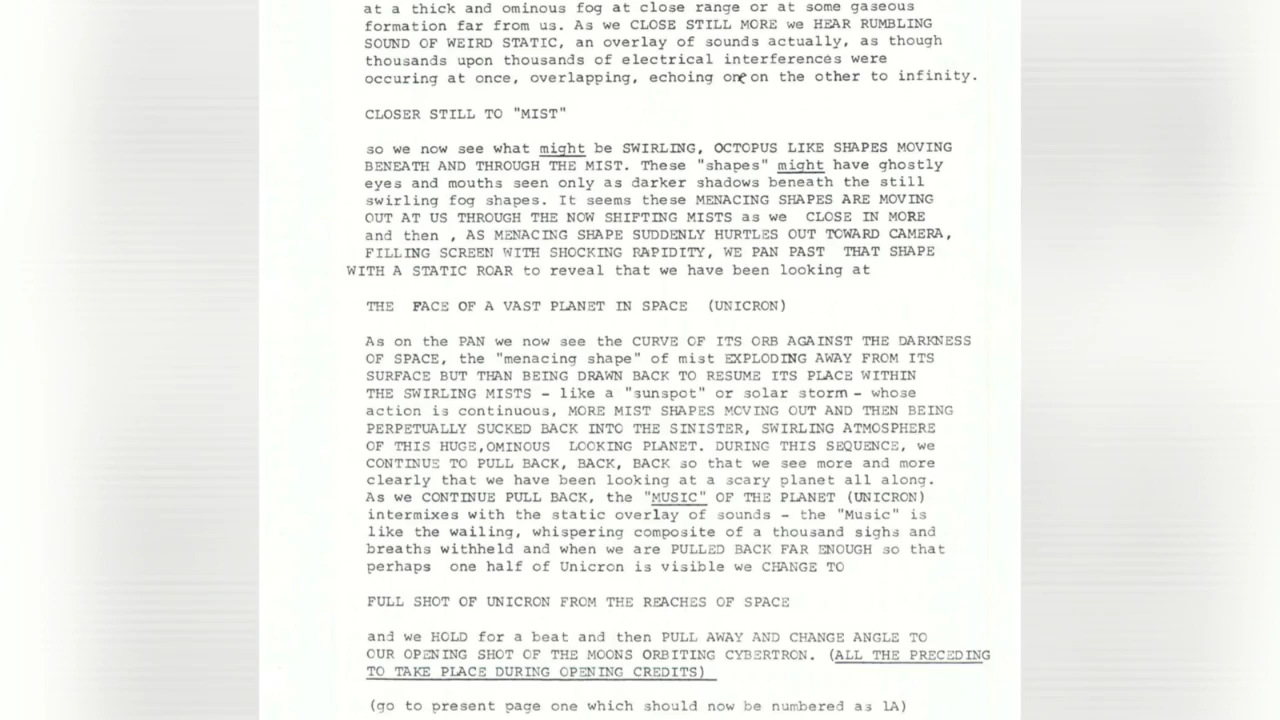 at a thick and ominous fog at close range or at some gaseous
formation far from us. As we CLOSE STILL MORE we HEAR RUMBLING
SOUND OF WEIRD STATIC, an overlay of sounds actually, as though
thousands upon thousands of electrical interferences were
occuring at once, overlapping, echoing one on the other to infinity.
CLOSER STILL TO "MIST"
so we now see what might be SWIRLING, OCTOPUS LIKE SHAPES MOVING
BENEATH AND THROUGH THE MIST. These "shapes" might have ghostly
eyes and mouths seen only as darker shadows beneath the still
swirling fog shapes. It seems these MENACING SHAPES ARE MOVING
OUT AT US THROUGH THE NOW SHIFTING MISTS as we CLOSE IN MORE
and then , AS MENACING SHAPE SUDDENLY HURTLES OUT TOWARD CAMERA,
FILLING SCREEN WITH SHOCKING RAPIDITY, WE PAN PAST THAT SHAPE
WITH A STATIC ROAR to reveal that we have been looking at
THE FACE OF A VAST PLANET IN SPACE (UNICRON)
As on the PAN we now see the CURVE OF ITS ORB AGAINST THE DARKNESS
OF SPACE, the "menacing shape" of mist EXPLODING AWAY FROM ITS
SURFACE BUT THAN BEING DRAWN BACK TO RESUME ITS PLACE WITHIN
THE SWIRLING MISTS - like a "sunspot" or solar storm - whose
action is continuous, MORE MIST SHAPES MOVING OUT AND THEN BEING
PERPETUALLY SUCKED BACK INTO THE SINISTER, SWIRLING ATMOSPHERE
OF THIS HUGE,OMINOUS LOOKING PLANET. DURING THIS SEQUENCE, we
CONTINUE TO PULL BACK, BACK, BACK so that we see more and more
clearly that we have been looking at a scary planet all along.
As we CONTINUE PULL BACK, the "MUSIC" OF THE PLANET (UNICRON)
intermixes with the static overlay of sounds - the "Music" is
like the wailing, whispering composite of a thousand sighs and
breaths withheld and when we are PULLED BACK FAR ENOUGH so that
perhaps one half of Unicron is visible we CHANGE TO
FULL SHOT OF UNICRON FROM THE REACHES OF SPACE
and we HOLD for a beat and then PULL AWAY AND CHANGE ANGLE TO
OUR OPENING SHOT OF THE MOONS ORBITING CYBERTRON. (ALL THE PRECEDING
TO TAKE PLACE DURING OPENING CREDITS)
(go to present page one which should now be numbered as 1A)